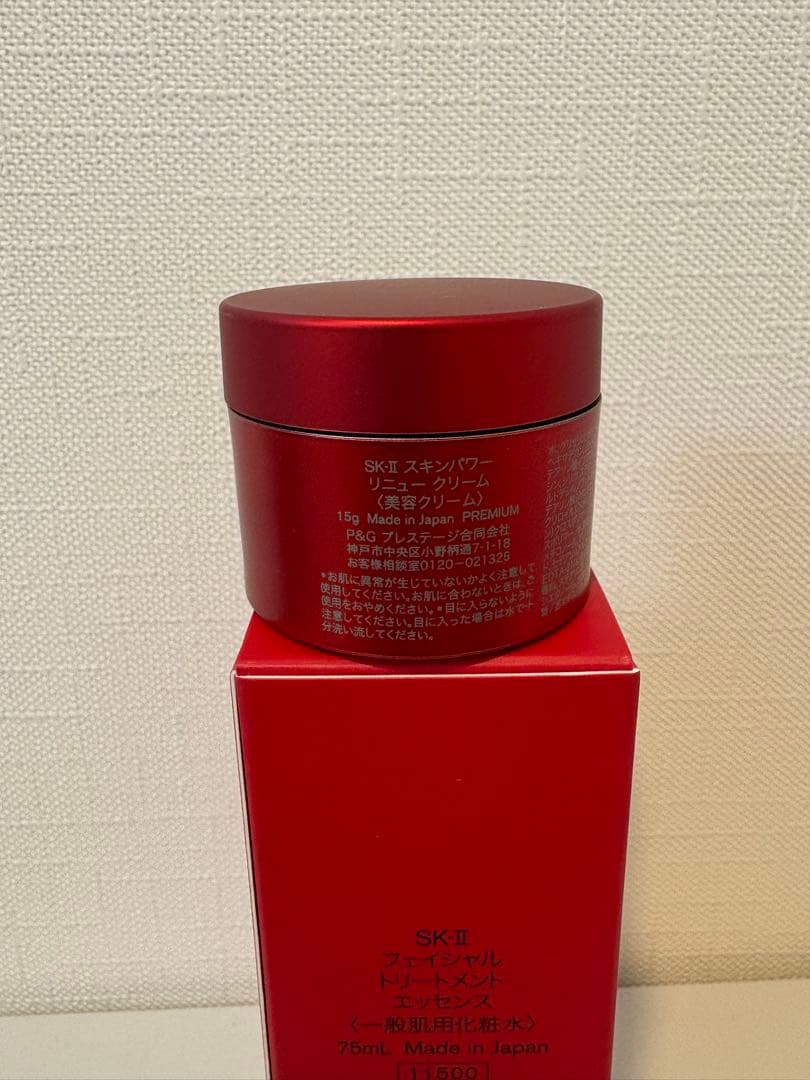 SK-II スキンパワー
リニュー クリーム
〈美容クリーム〉
15g Made in Japan PREMIUM
P&G プレステージ合同会社
神戸市中央区小野柄通7-1-18
お客様相談室0120-021325
*お肌に異常が生じていないかよく注意して
使用してください。お肌に合わないときは、ご
使用をおやめください。*目に入らないように
注意してください。目に入った場合は水で十
分洗い流してください。
SK-II
フェイシャル
トリートメント
エッセンス
〈一般肌用化粧水〉
75mL Made in Japan
11500